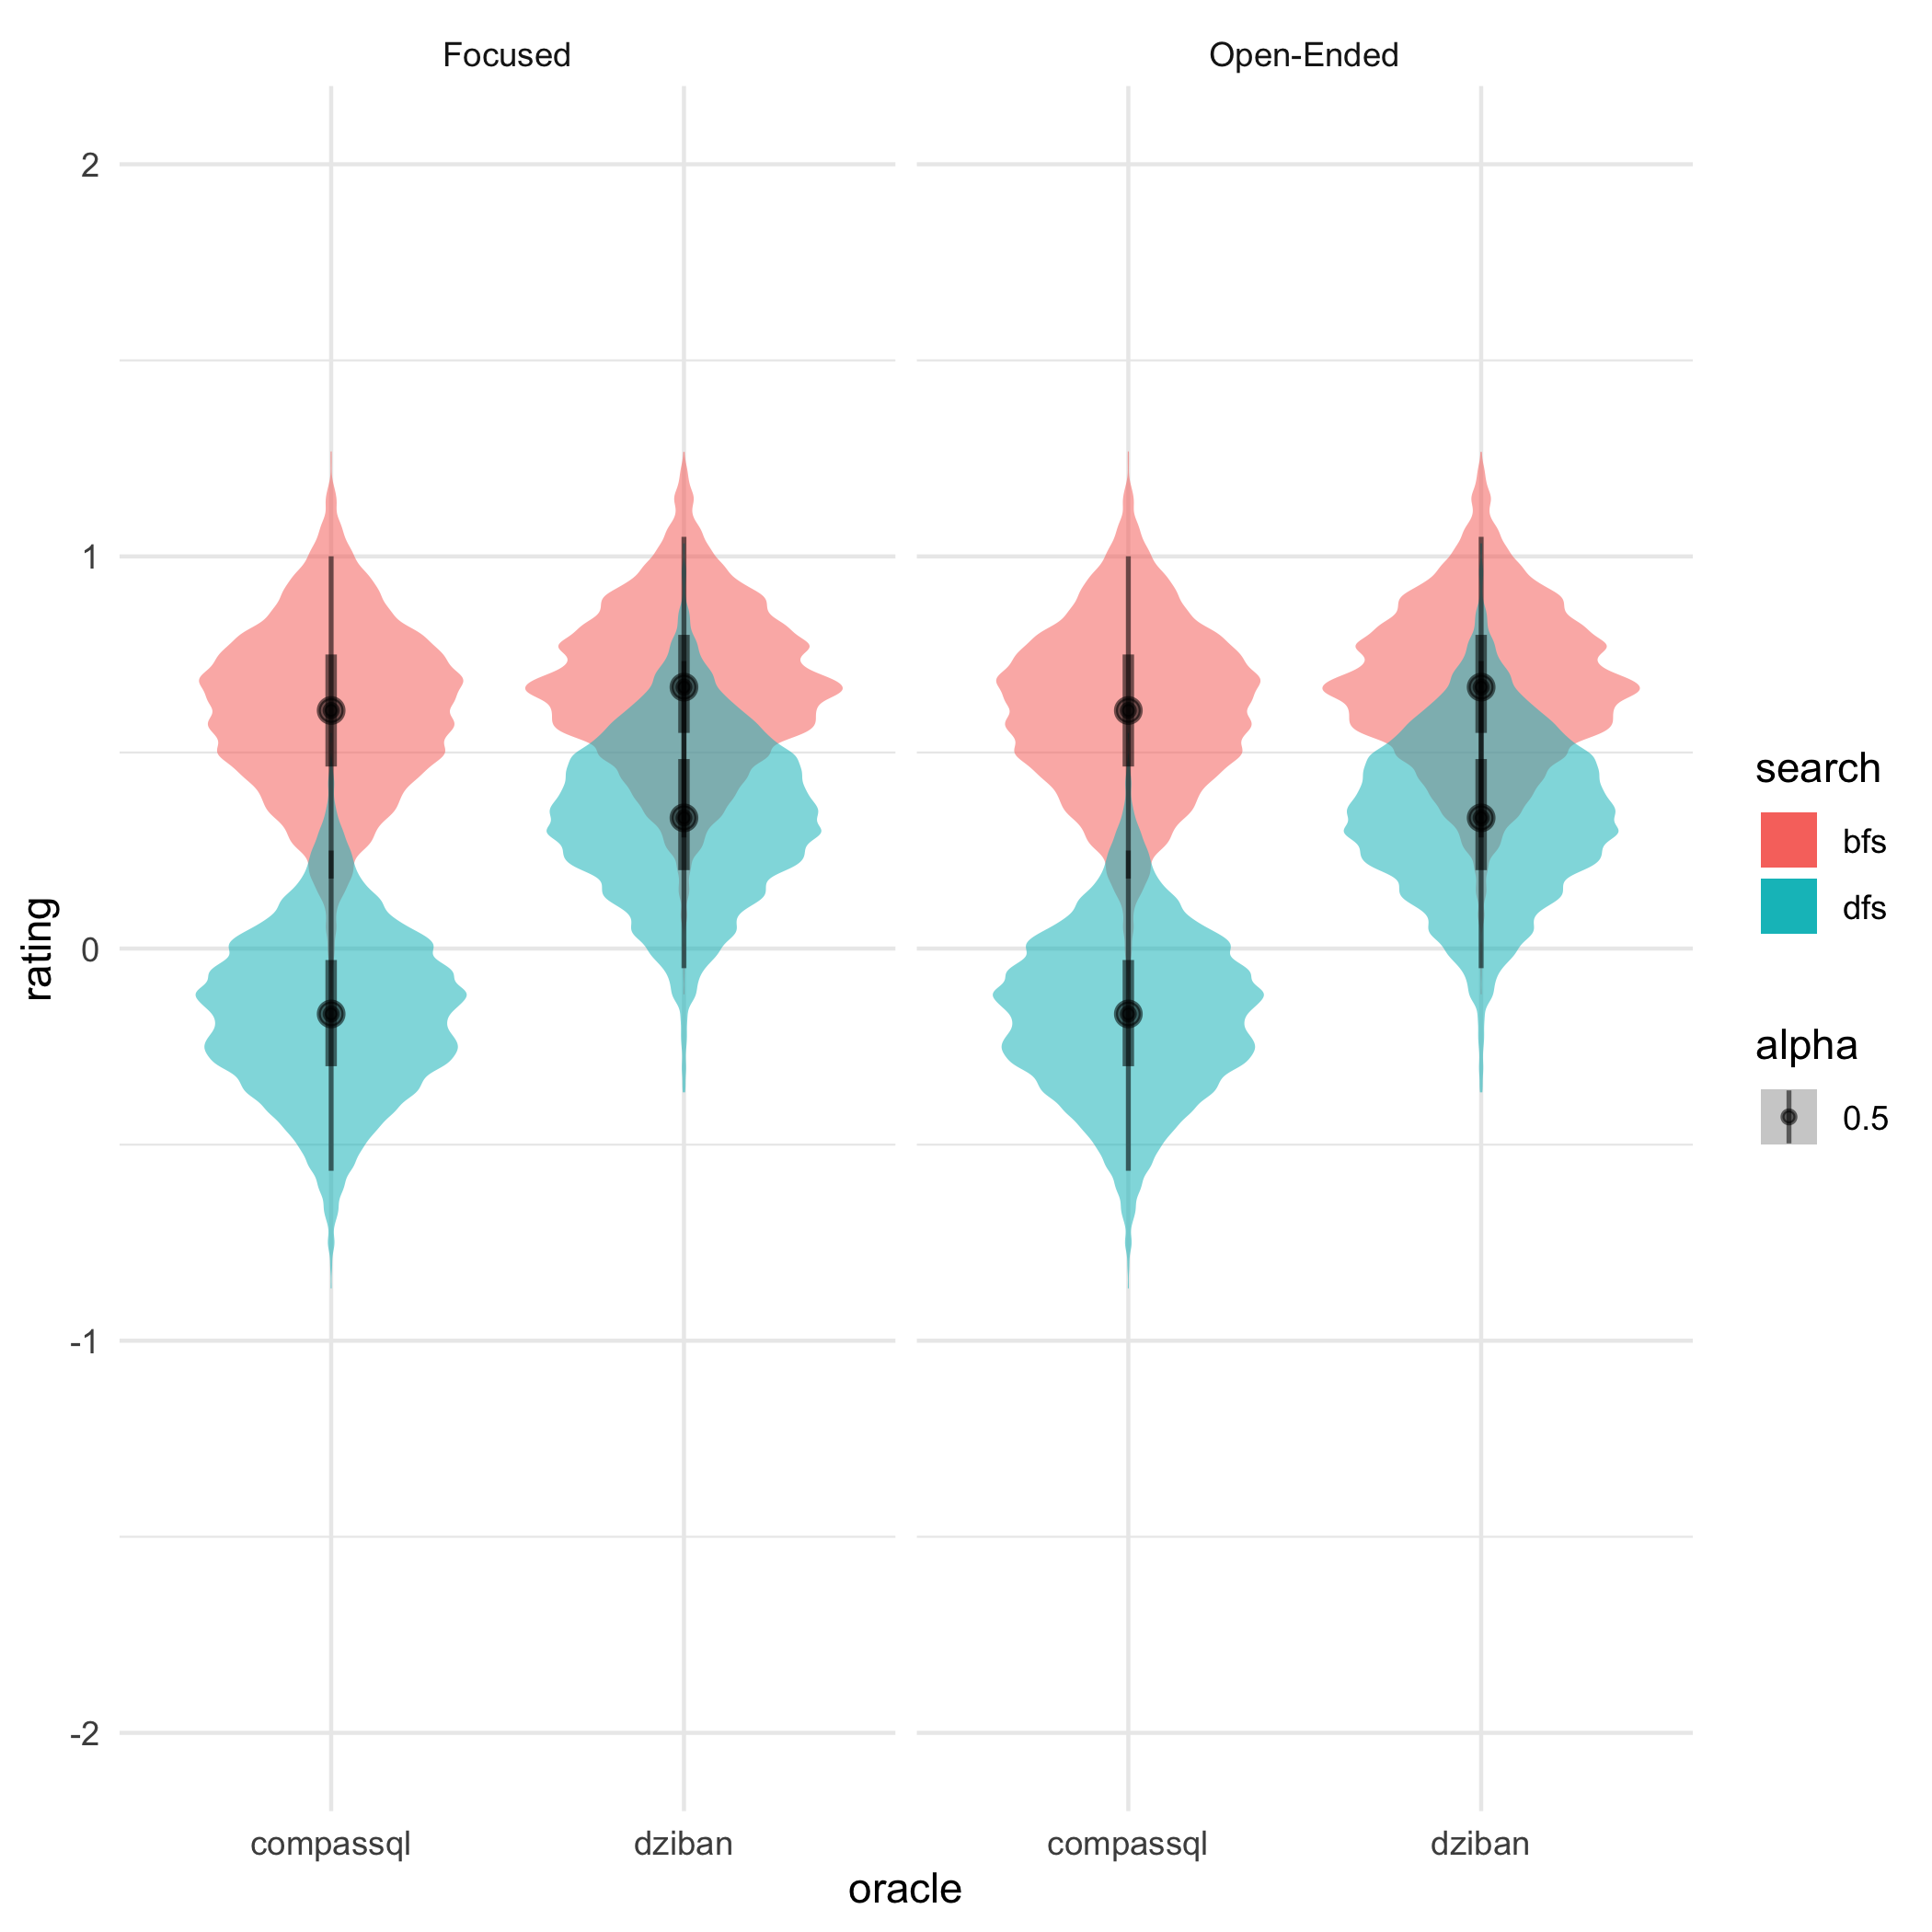 Focused
Open-Ended
2
1
0
-1
-2
rating
compassql
dziban
compassql
dziban
oracle
search
bfs
dfs
alpha
0.5